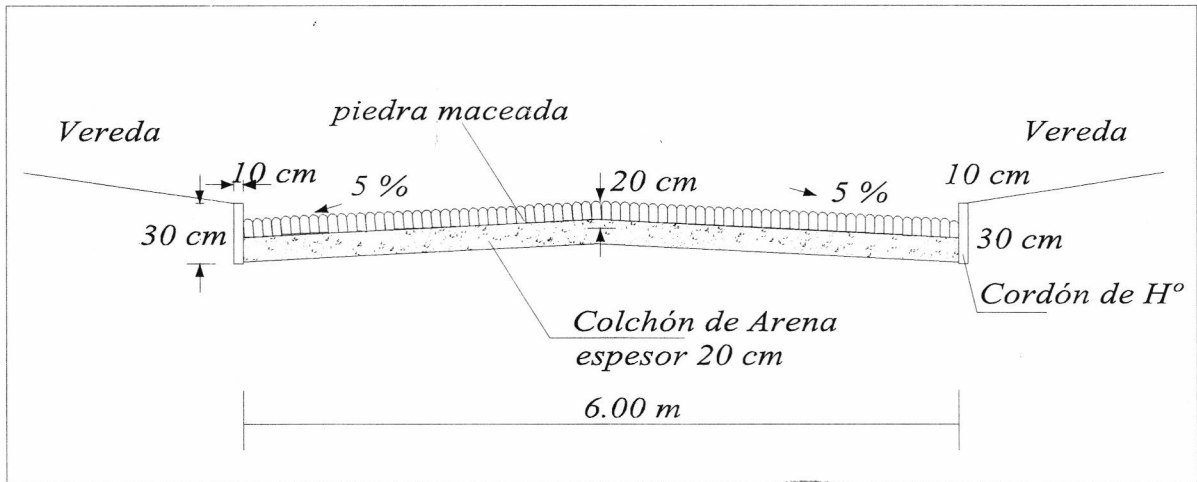 piedra maceada
Vereda
Vereda
10 cm
5 %
20 cm
5 %
10 cm
30 cm
30 cm
Cordón de Hº
Colchón de Arena
espesor 20 cm
6.00 m